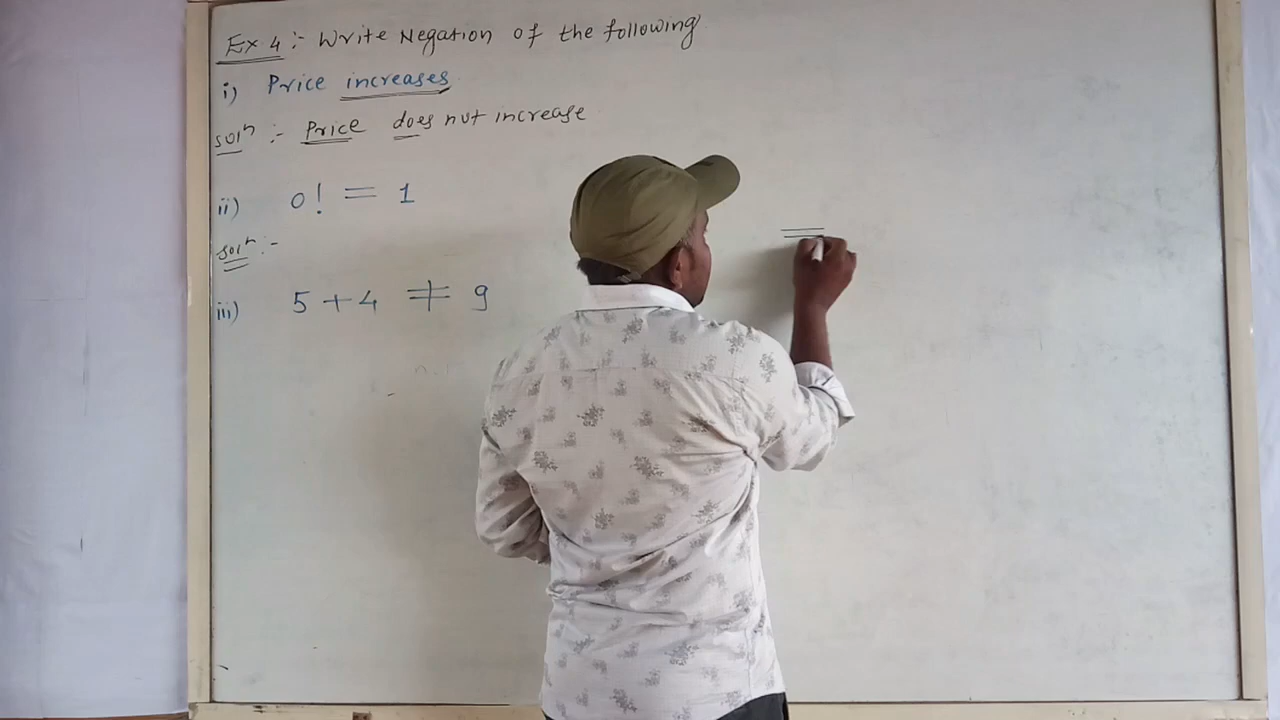 Ex 4 :- Write Negation of the following
i) Price increases
solⁿ :- Price does not increase
ii) 0! = 1
solⁿ :-
=
iii) 5 + 4 ≠ 9